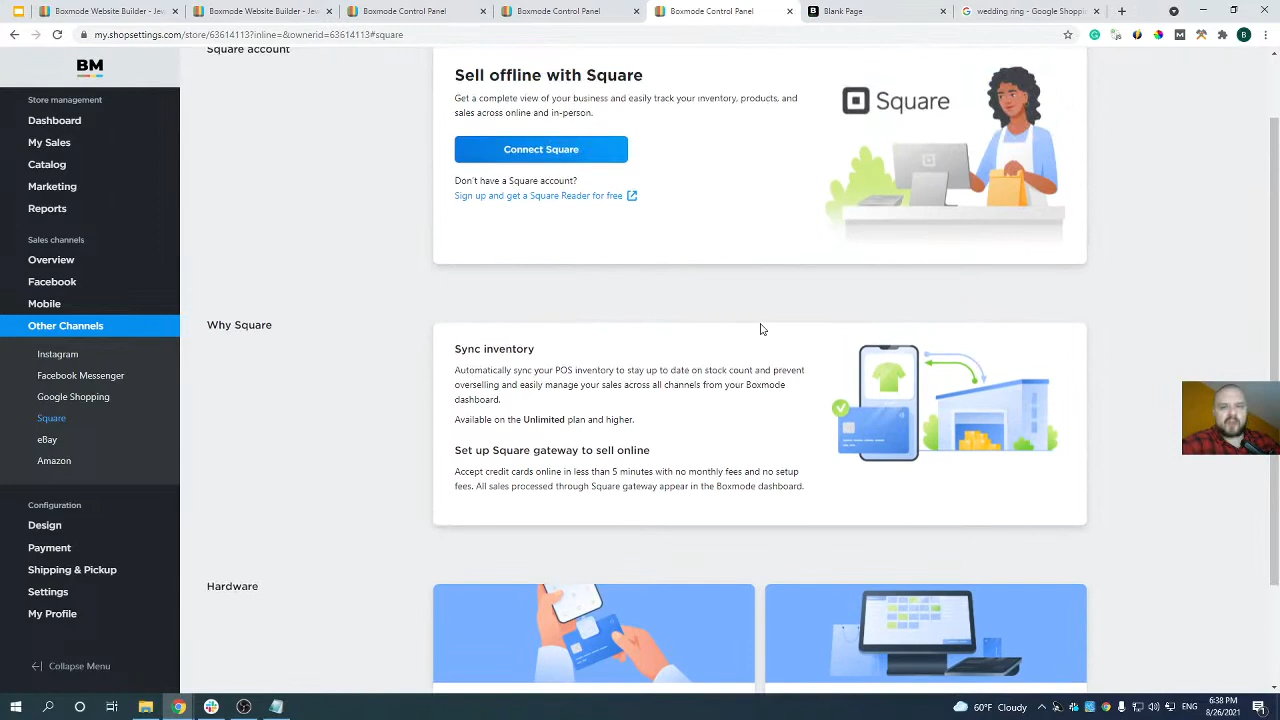 Boxmode Website Builder - Jew
Boxmode Website Builder - Jew
Boxmode Control Panel
Boxmode Control Panel
Boxmode Control Panel
Blank Page
wedding ring - Google Shoppi
my.shopsettings.com/store/63614113?inline=&ownerid=63614113#square
BM
Store management
Dashboard
My Sales
Catalog
Marketing
Reports
Sales channels
Overview
Facebook
Mobile
Other Channels
Instagram
Facebook Messenger
Google Shopping
Square
eBay
Amazon
Configuration
Design
Payment
Shipping & Pickup
Settings
My Profile
Collapse Menu
Square account
Sell offline with Square
Get a complete view of your business and easily track your inventory, products, and
sales across online and in-person.
Connect Square
Don't have a Square account?
Sign up and get a Square Reader for free
Square
Why Square
Sync inventory
Automatically sync your POS inventory to stay up to date on stock count and prevent
overselling and easily manage your sales across all channels from your Boxmode
dashboard.
Available on the Unlimited plan and higher.
Set up Square gateway to sell online
Accept credit cards online in less than 5 minutes with no monthly fees and no setup
fees. All sales processed through Square gateway appear in the Boxmode dashboard.
Hardware
60°F Cloudy
6:38 PM
8/26/2021